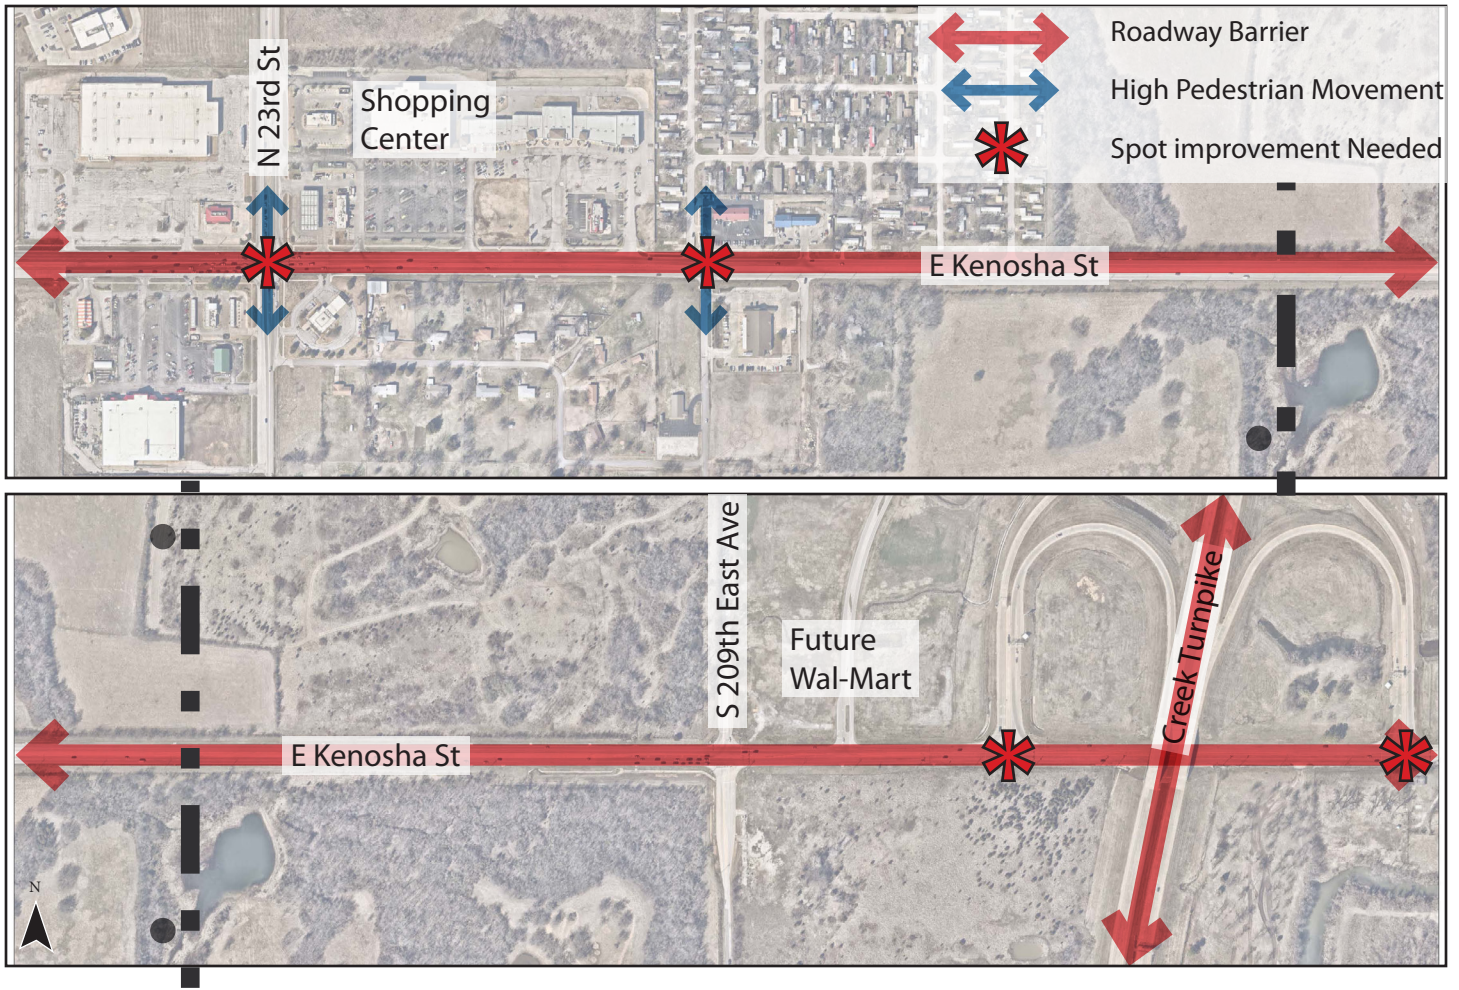 Roadway Barrier
High Pedestrian Movement
Spot improvement Needed
N 23rd St
Shopping
Center
E Kenosha St
S 209th East Ave
Future
Wal-Mart
Creek Turnpike
E Kenosha St
N